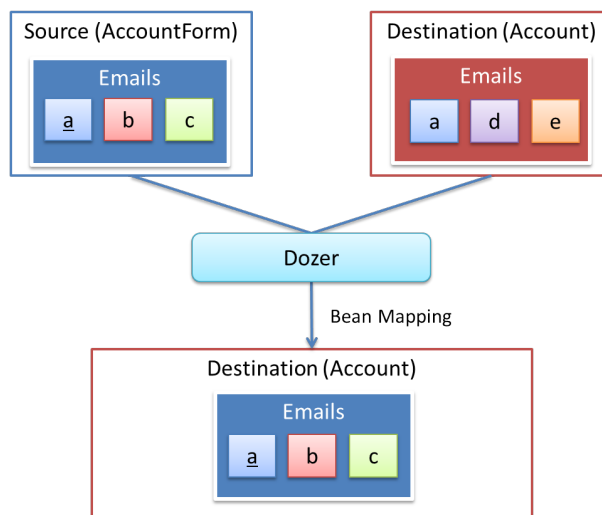 Source (AccountForm)
Emails
a b c
Destination (Account)
Emails
a d e
Dozer
Bean Mapping
Destination (Account)
Emails
a b c